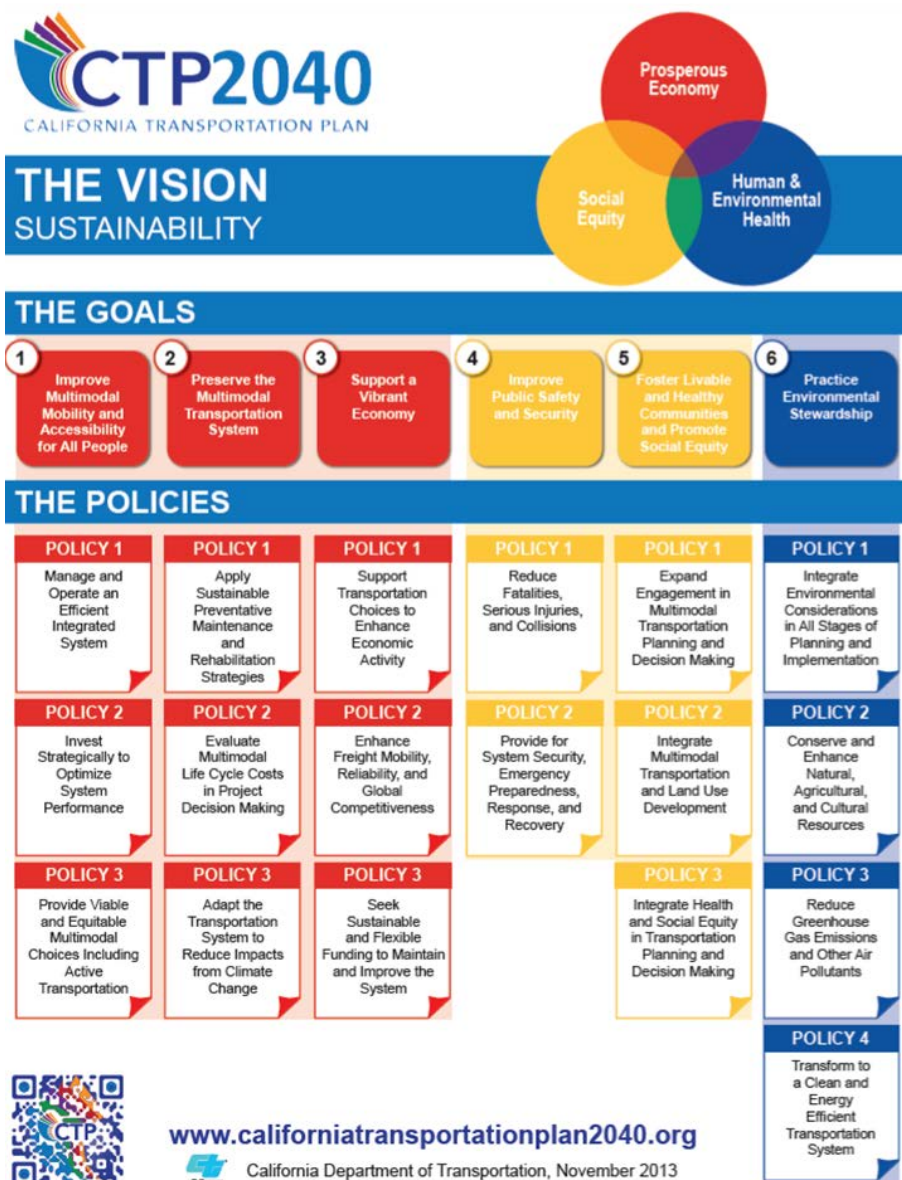 CTP2040
CALIFORNIA TRANSPORTATION PLAN
Prosperous
Economy
Social
Equity
Human &
Environmental
Health
THE VISION
SUSTAINABILITY
THE GOALS
1
Improve
Multimodal
Mobility and
Accessibility
for All People
2
Preserve the
Multimodal
Transportation
System
3
Support a
Vibrant
Economy
4
Improve
Public Safety
and Security
5
Foster Livable
and Healthy
Communities
and Promote
Social Equity
6
Practice
Environmental
Stewardship
THE POLICIES
POLICY 1
Manage and
Operate an
Efficient
Integrated
System
POLICY 1
Apply
Sustainable
Preventative
Maintenance
and
Rehabilitation
Strategies
POLICY 1
Support
Transportation
Choices to
Enhance
Economic
Activity
POLICY 1
Reduce
Fatalities,
Serious Injuries,
and Collisions
POLICY 1
Expand
Engagement in
Multimodal
Transportation
Planning and
Decision Making
POLICY 1
Integrate
Environmental
Considerations
in All Stages of
Planning and
Implementation
POLICY 2
Invest
Strategically to
Optimize
System
Performance
POLICY 2
Evaluate
Multimodal
Life Cycle Costs
in Project
Decision Making
POLICY 2
Enhance
Freight Mobility,
Reliability, and
Global
Competitiveness
POLICY 2
Provide for
System Security,
Emergency
Preparedness,
Response, and
Recovery
POLICY 2
Integrate
Multimodal
Transportation
and Land Use
Development
POLICY 2
Conserve and
Enhance
Natural,
Agricultural,
and Cultural
Resources
POLICY 3
Provide Viable
and Equitable
Multimodal
Choices Including
Active
Transportation
POLICY 3
Adapt the
Transportation
System to
Reduce Impacts
from Climate
Change
POLICY 3
Seek
Sustainable
and Flexible
Funding to Maintain
and Improve the
System
POLICY 3
Integrate Health
and Social Equity
in Transportation
Planning and
Decision Making
POLICY 3
Reduce
Greenhouse
Gas Emissions
and Other Air
Pollutants
POLICY 4
Transform to
a Clean and
Energy
Efficient
Transportation
System
CTP
www.californiatransportationplan2040.org
California Department of Transportation, November 2013